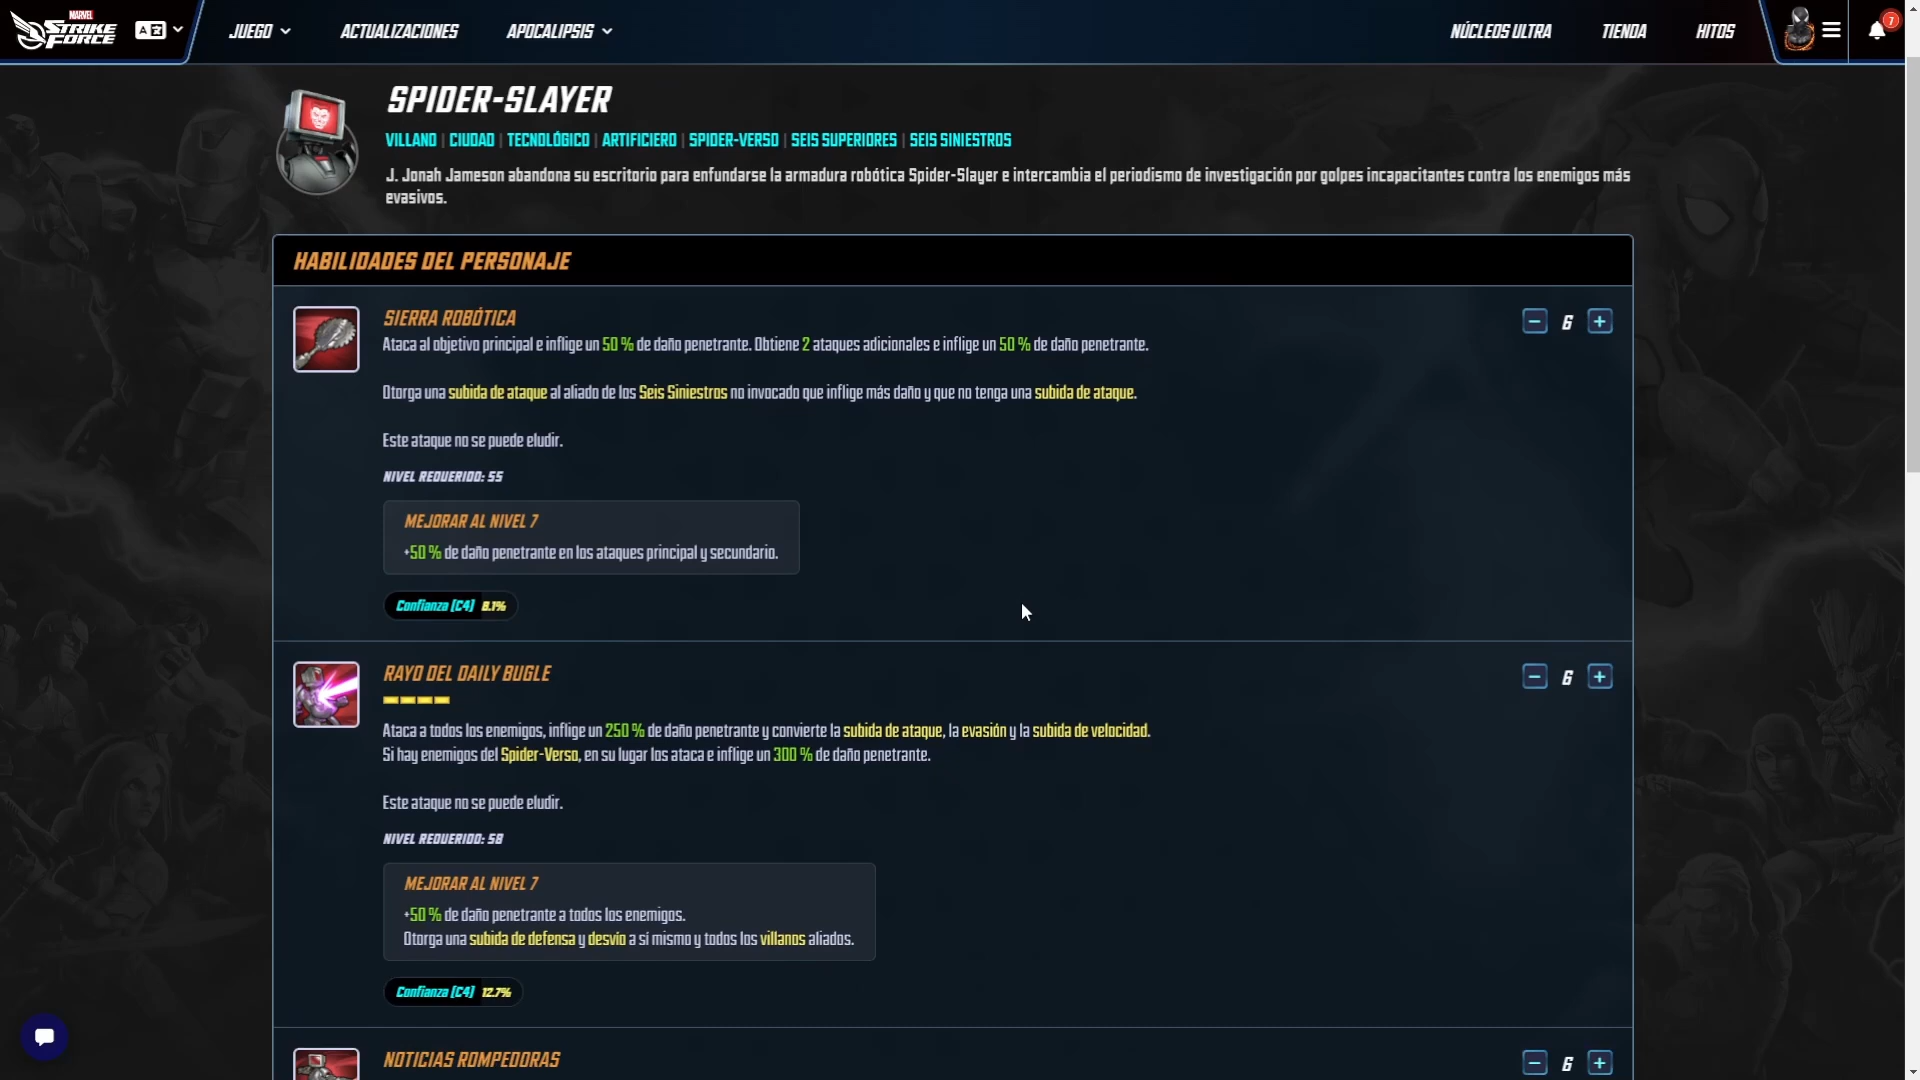 MARVEL
STRIKE
FORCE
JUEGO
ACTUALIZACIONES
APOCALIPSIS
NÚCLEOS ULTRA
TIENDA
HITOS
7
SPIDER-SLAYER
VILLANO | CIUDAD | TECNOLÓGICO | ARTIFICIERO | SPIDER-VERSO | SEIS SUPERIORES | SEIS SINIESTROS
J. Jonah Jameson abandona su escritorio para enfundarse la armadura robótica Spider-Slayer e intercambia el periodismo de investigación por golpes incapacitantes contra los enemigos más
evasivos.
HABILIDADES DEL PERSONAJE
SIERRA ROBÓTICA
− 6 +
Ataca al objetivo principal e inflige un 50 % de daño penetrante. Obtiene 2 ataques adicionales e inflige un 50 % de daño penetrante.
Otorga una subida de ataque al aliado de los Seis Siniestros no invocado que inflige más daño y que no tenga una subida de ataque.
Este ataque no se puede eludir.
NIVEL REQUERIDO: 55
MEJORAR AL NIVEL 7
+50 % de daño penetrante en los ataques principal y secundario.
Confianza [C4] 8.1%
RAYO DEL DAILY BUGLE
− 6 +
Ataca a todos los enemigos, inflige un 250 % de daño penetrante y convierte la subida de ataque, la evasión y la subida de velocidad.
Si hay enemigos del Spider-Verso, en su lugar los ataca e inflige un 300 % de daño penetrante.
Este ataque no se puede eludir.
NIVEL REQUERIDO: 58
MEJORAR AL NIVEL 7
+50 % de daño penetrante a todos los enemigos.
Otorga una subida de defensa y desvío a sí mismo y todos los villanos aliados.
Confianza [C4] 12.7%
NOTICIAS ROMPEDORAS
− 6 +